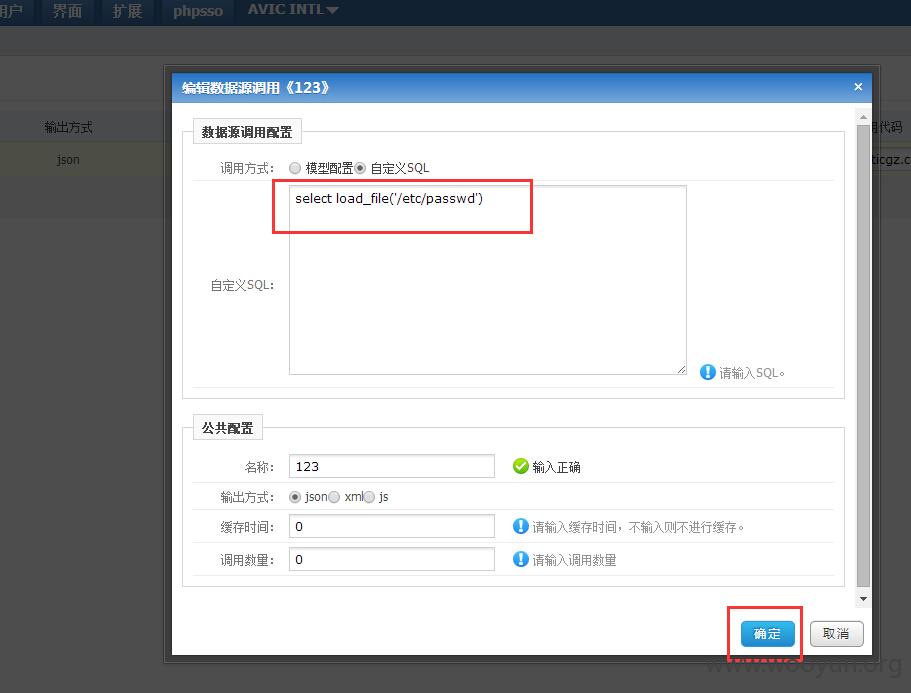 用户 界面 扩展 phpsso AVIC INTL
编辑数据源调用《123》 ×
输出方式 用代码
数据源调用配置
json ticgz.c
调用方式: 模型配置 自定义SQL
select load_file('/etc/passwd')
自定义SQL:
请输入SQL。
公共配置
名称: 123 输入正确
输出方式: json xml js
缓存时间: 0 请输入缓存时间，不输入则不进行缓存。
调用数量: 0 请输入调用数量
确定 取消
www.wooyun.org